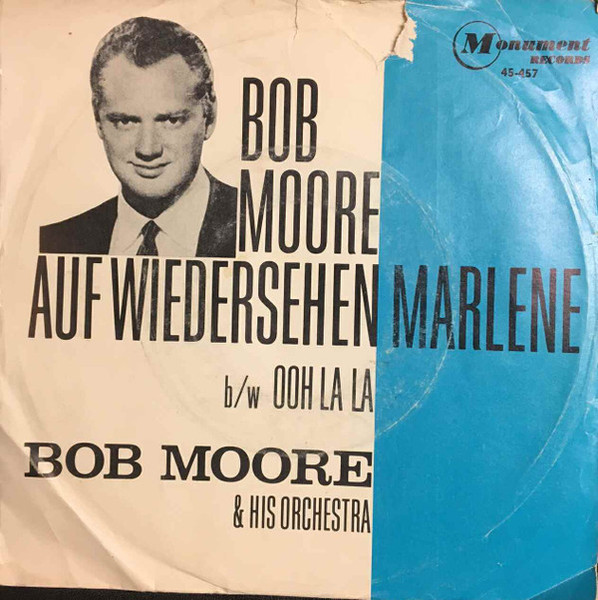 Monument
RECORDS
45-457
BOB
MOORE
AUF WIEDERSEHEN MARLENE
b/w OOH LA LA
BOB MOORE
& HIS ORCHESTRA